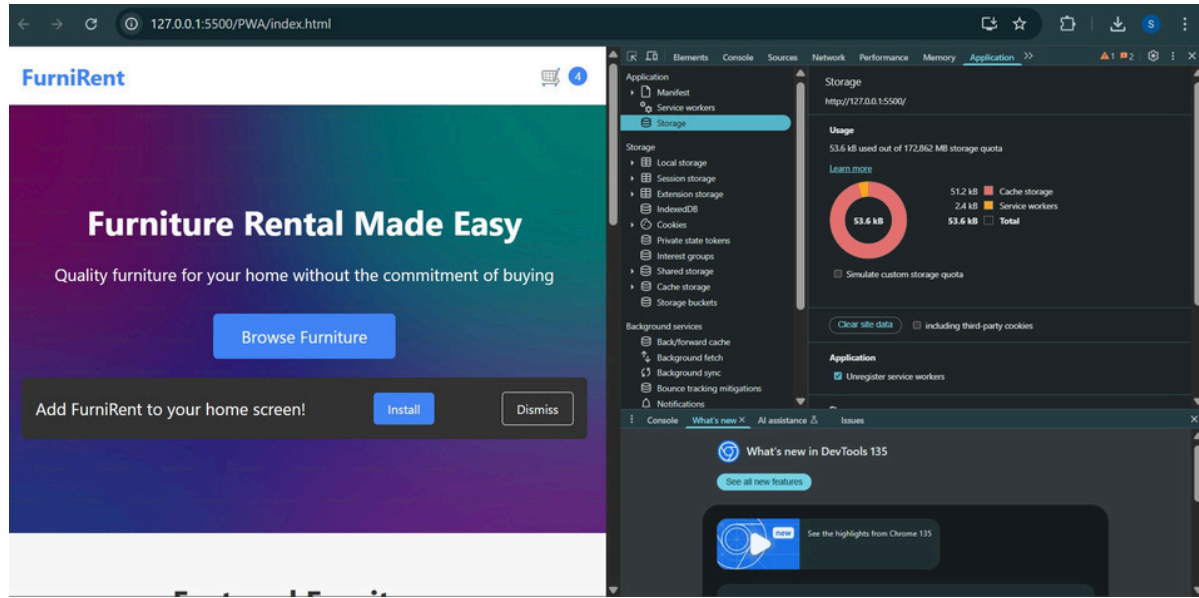 127.0.0.1:5500/PWA/index.html
S
FurniRent
4
Furniture Rental Made Easy
Quality furniture for your home without the commitment of buying
Browse Furniture
Add FurniRent to your home screen!
Install
Dismiss
Elements Console Sources Network Performance Memory Application
1 2
Application
Manifest
Service workers
Storage
Storage
Local storage
Session storage
Extension storage
IndexedDB
Cookies
Private state tokens
Interest groups
Shared storage
Cache storage
Storage buckets
Background services
Back/forward cache
Background fetch
Background sync
Bounce tracking mitigations
Notifications
Storage
http://127.0.0.1:5500/
Usage
53.6 kB used out of 172,862 MB storage quota
Learn more
53.6 kB
51.2 kB Cache storage
2.4 kB Service workers
53.6 kB Total
Simulate custom storage quota
Clear site data including third-party cookies
Application
Unregister service workers
Console What's new AI assistance Issues
What's new in DevTools 135
See all new features
new
See the highlights from Chrome 135